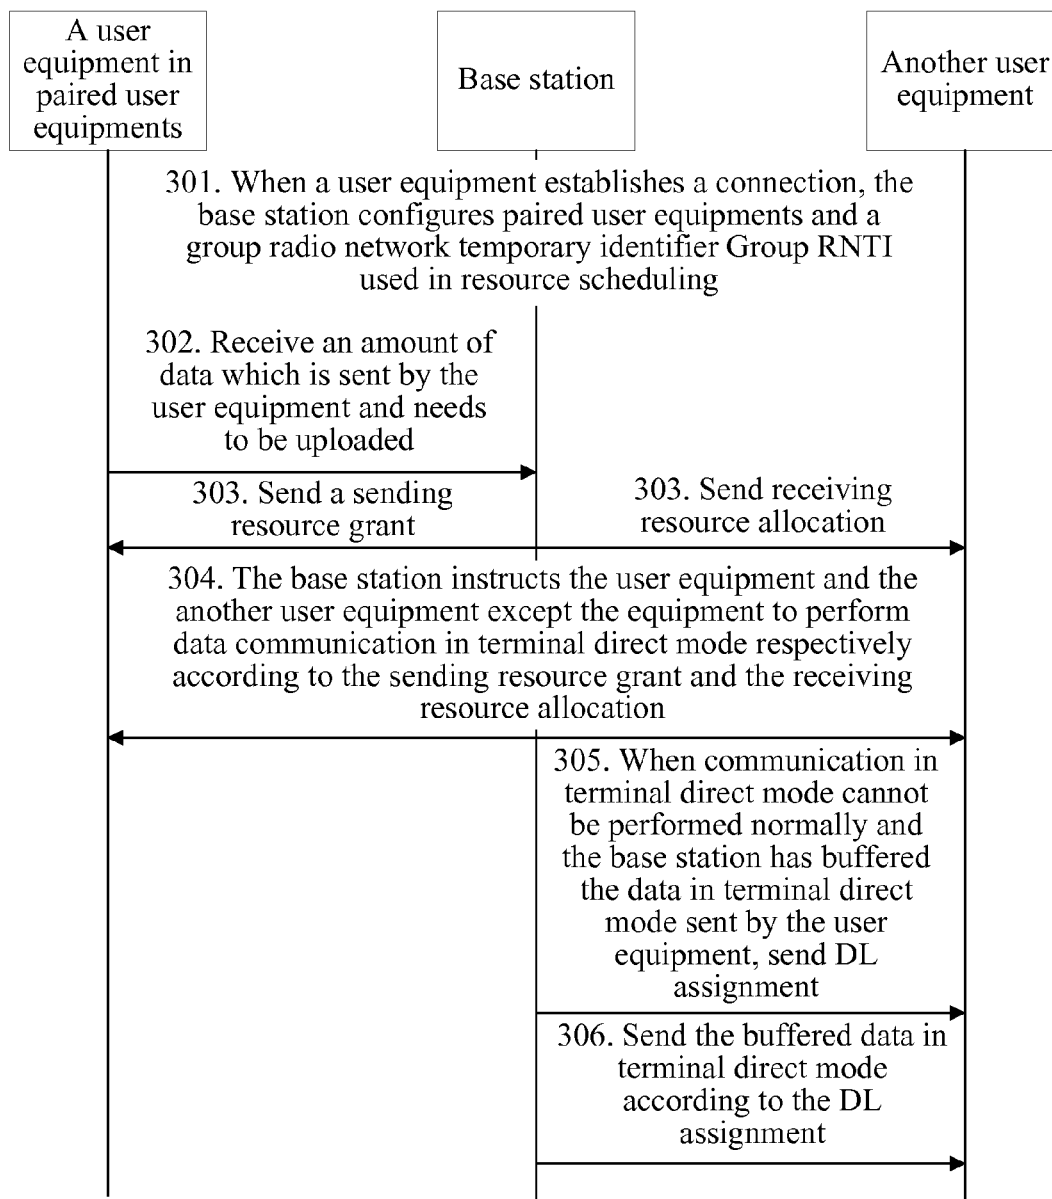 A user
equipment in
paired user
equipments
Base station
Another user
equipment
301. When a user equipment establishes a connection, the
base station configures paired user equipments and a
group radio network temporary identifier Group RNTI
used in resource scheduling
302. Receive an amount of
data which is sent by the
user equipment and needs
to be uploaded
303. Send a sending
resource grant
303. Send receiving
resource allocation
304. The base station instructs the user equipment and the
another user equipment except the equipment to perform
data communication in terminal direct mode respectively
according to the sending resource grant and the receiving
resource allocation
305. When communication in
terminal direct mode cannot
be performed normally and
the base station has buffered
the data in terminal direct
mode sent by the user
equipment, send DL
assignment
306. Send the buffered data in
terminal direct mode
according to the DL
assignment